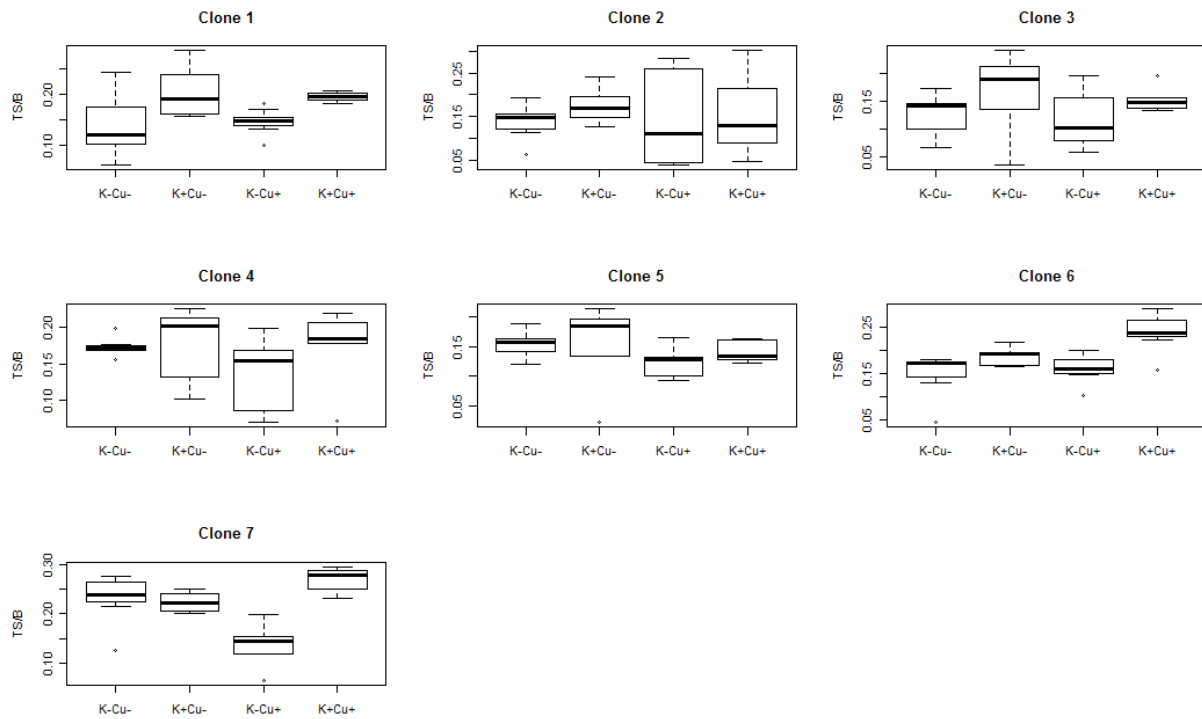 Clone 1
TS/B
0.20
0.10
K-Cu- K+Cu- K-Cu+ K+Cu+
Clone 2
TS/B
0.25
0.15
0.05
K-Cu- K+Cu- K-Cu+ K+Cu+
Clone 3
TS/B
0.15
0.05
K-Cu- K+Cu- K-Cu+ K+Cu+
Clone 4
TS/B
0.20
0.15
0.10
K-Cu- K+Cu- K-Cu+ K+Cu+
Clone 5
TS/B
0.15
0.05
K-Cu- K+Cu- K-Cu+ K+Cu+
Clone 6
TS/B
0.25
0.15
0.05
K-Cu- K+Cu- K-Cu+ K+Cu+
Clone 7
TS/B
0.30
0.20
0.10
K-Cu- K+Cu- K-Cu+ K+Cu+